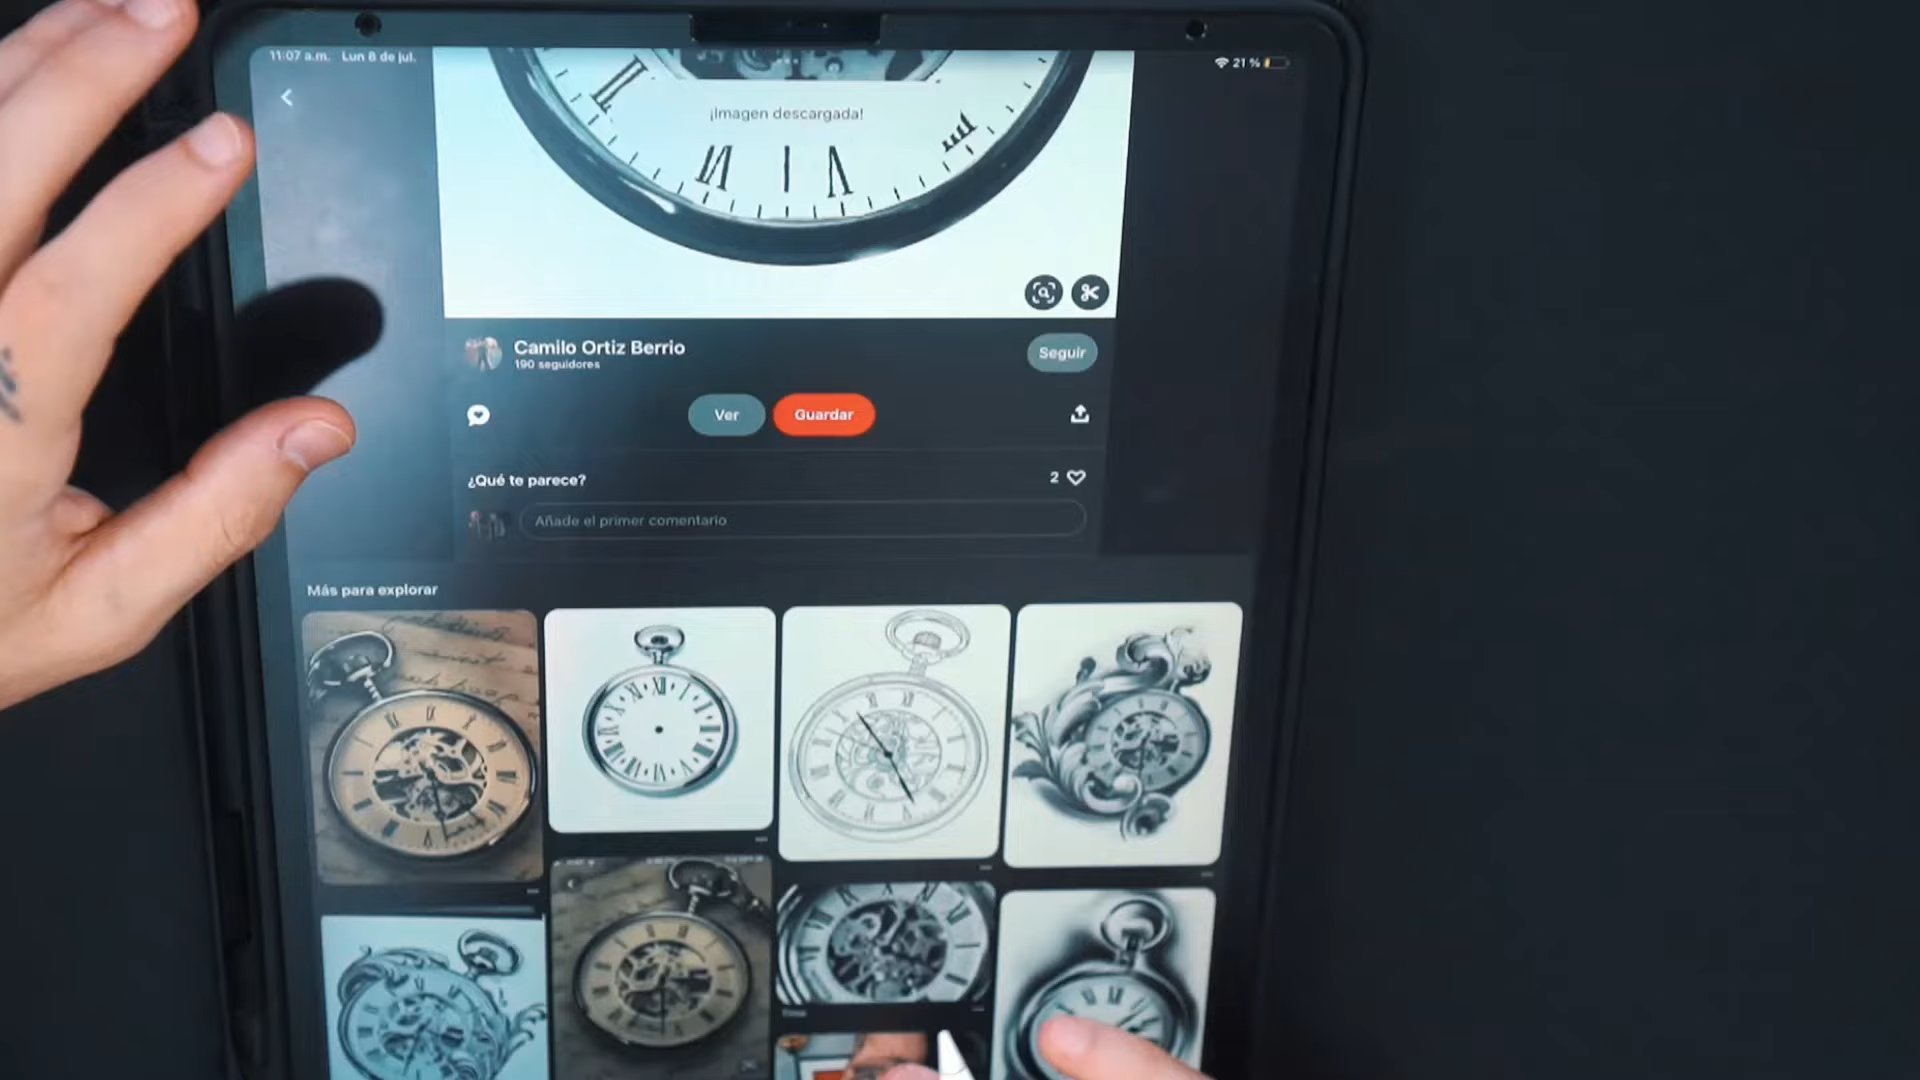 11:07 a.m. Lun 8 de jul.
21 %
¡Imagen descargada!
Camilo Ortiz Berrio
190 seguidores
Seguir
Ver
Guardar
¿Qué te parece?
2
Añade el primer comentario
Más para explorar
Time